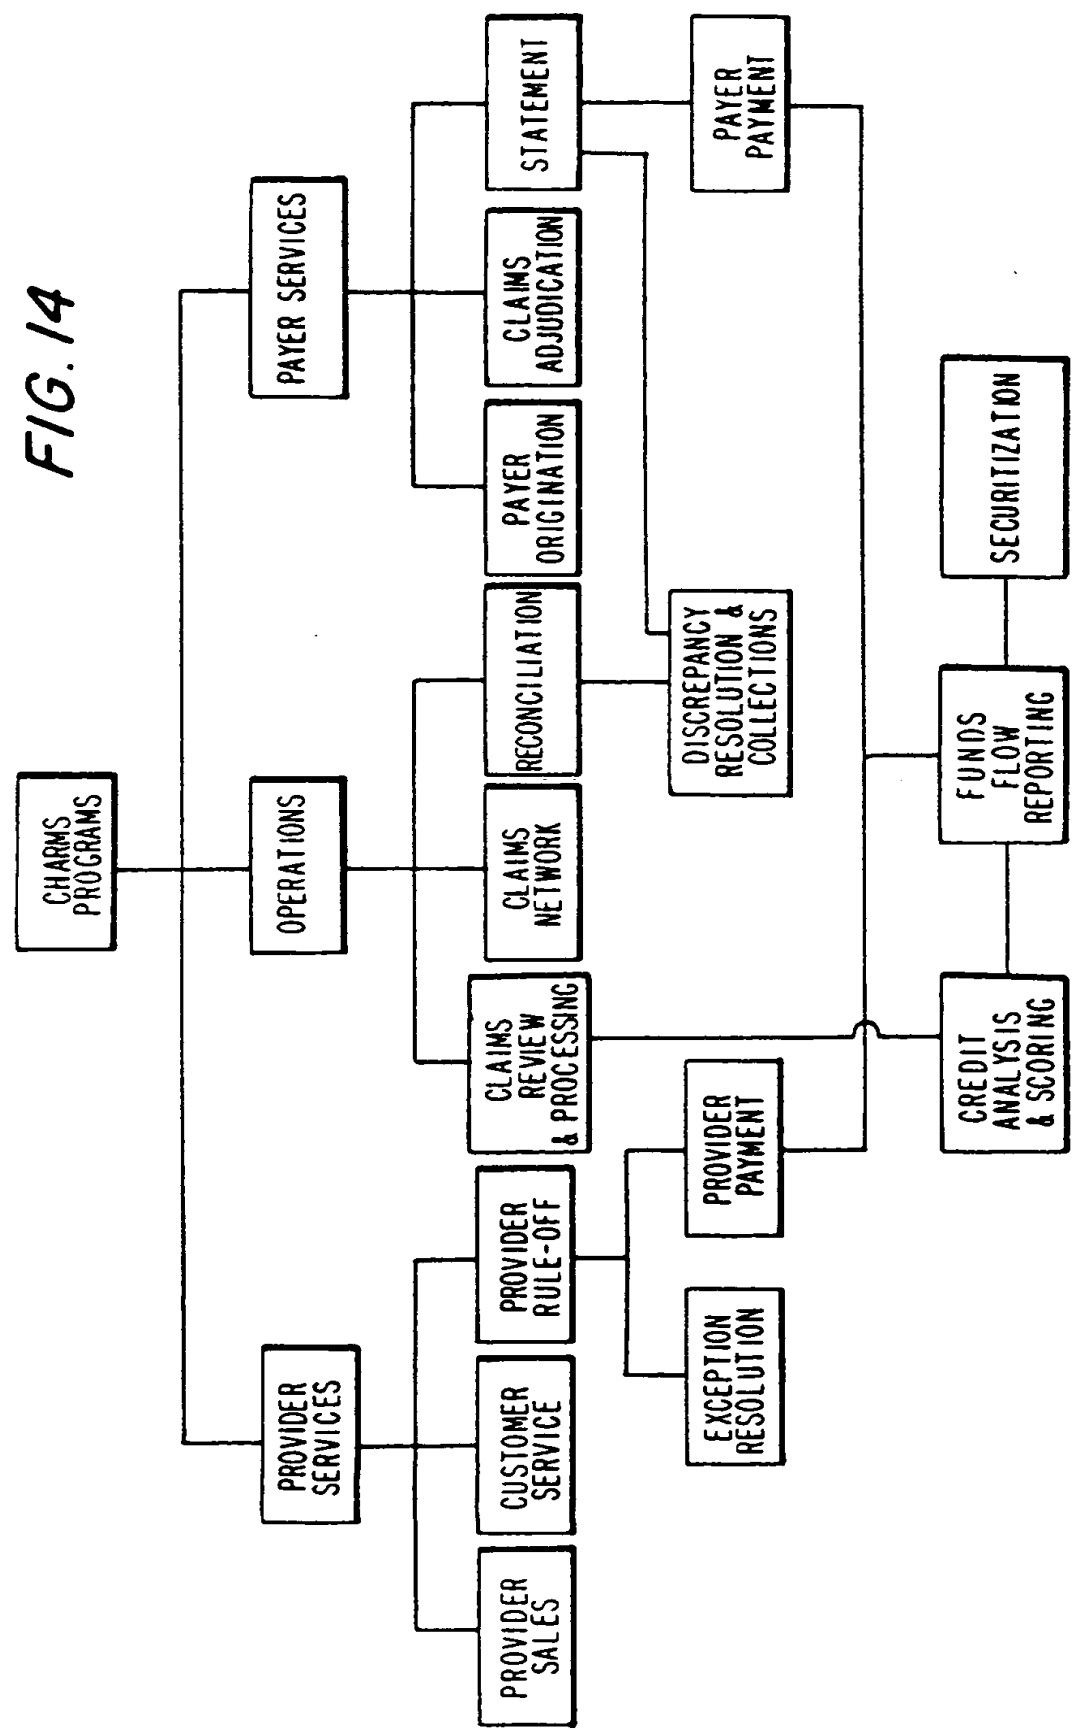 FIG. 14
CHARMS
PROGRAMS
PROVIDER
SERVICES
OPERATIONS
PAYER SERVICES
PROVIDER
SALES
CUSTOMER
SERVICE
PROVIDER
RULE-OFF
CLAIMS
REVIEW
& PROCESSING
CLAIMS
NETWORK
RECONCILIATION
PAYER
ORIGINATION
CLAIMS
ADJUDICATION
STATEMENT
EXCEPTION
RESOLUTION
PROVIDER
PAYMENT
DISCREPANCY
RESOLUTION &
COLLECTIONS
PAYER
PAYMENT
CREDIT
ANALYSIS
& SCORING
FUNDS
FLOW
REPORTING
SECURITIZATION